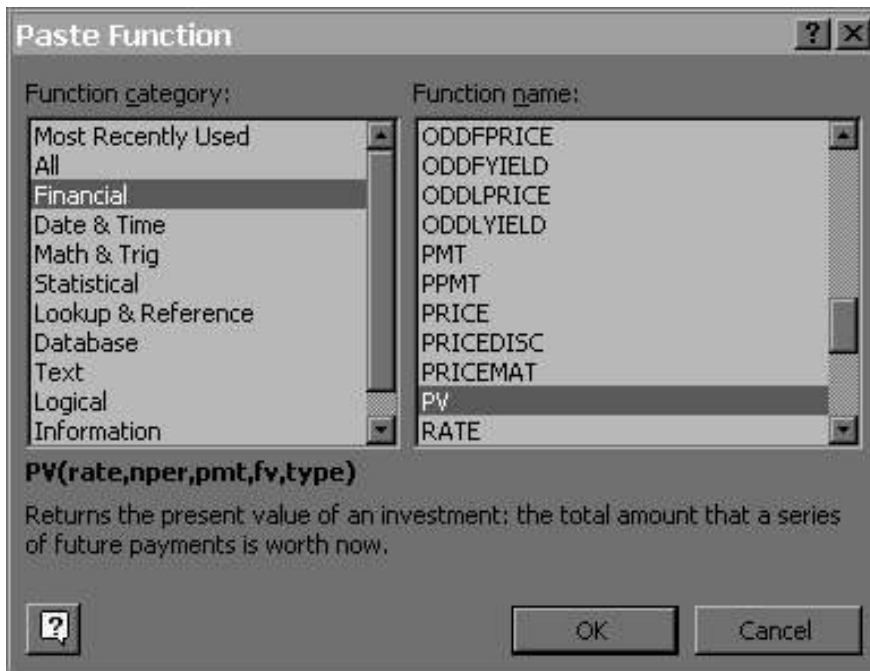 Paste Function
Function category:
Most Recently Used
All
Financial
Date & Time
Math & Trig
Statistical
Lookup & Reference
Database
Text
Logical
Information
Function name:
ODDFPRICE
ODDFYIELD
ODDLPRICE
ODDLYIELD
PMT
PPMT
PRICE
PRICEDISC
PRICEMAT
PV
RATE
PV(rate,nper,pmt,fv,type)
Returns the present value of an investment: the total amount that a series
of future payments is worth now.
OK
Cancel